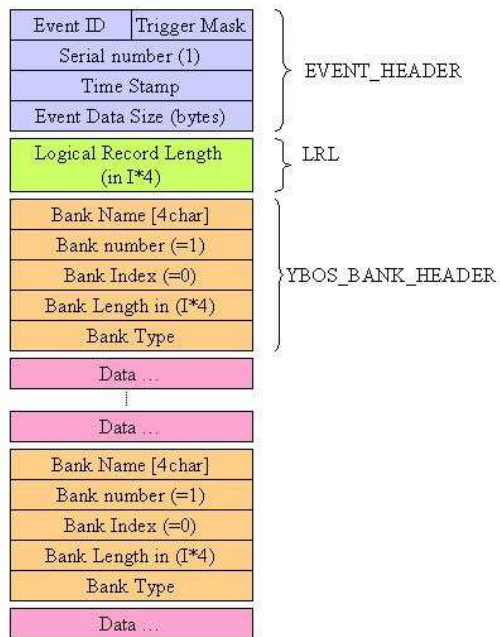 Event ID Trigger Mask
Serial number (1)
Time Stamp
Event Data Size (bytes)
EVENT_HEADER
Logical Record Length
(in I*4)
LRL
Bank Name [4char]
Bank number (=1)
Bank Index (=0)
Bank Length in (I*4)
Bank Type
YBOS_BANK_HEADER
Data ...
Data ...
Bank Name [4char]
Bank number (=1)
Bank Index (=0)
Bank Length in (I*4)
Bank Type
Data ...